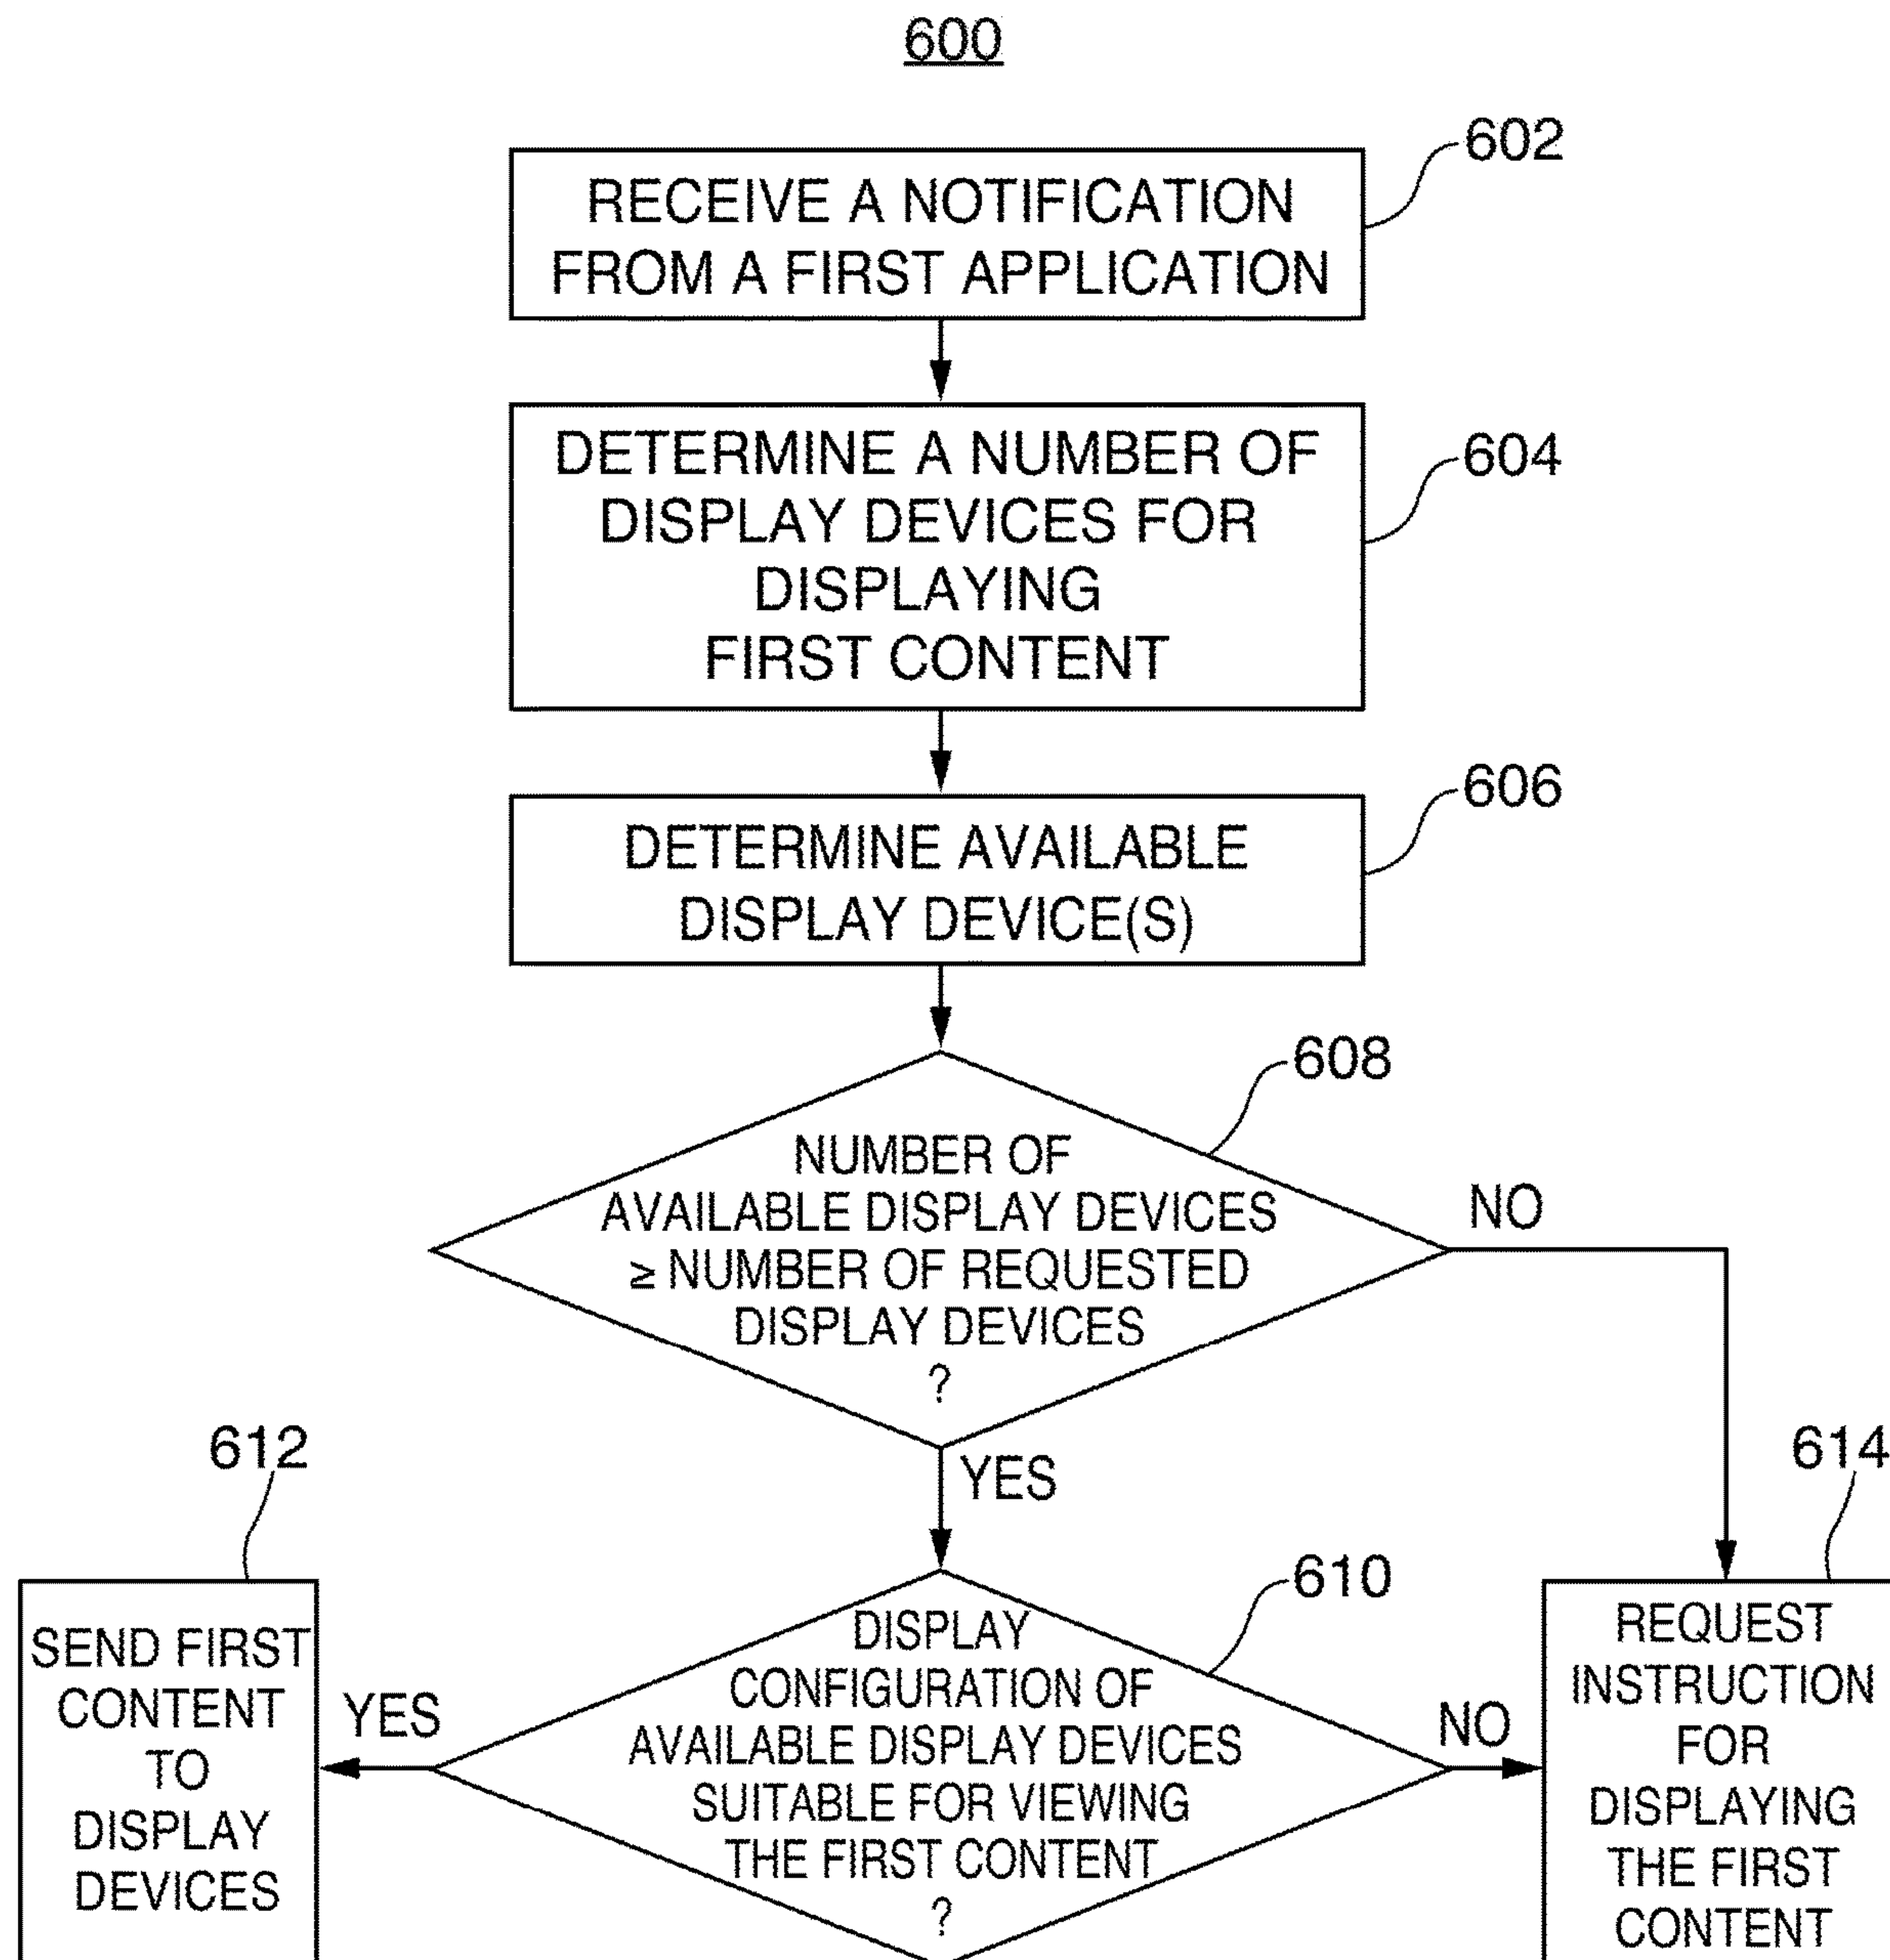 600
602
RECEIVE A NOTIFICATION
FROM A FIRST APPLICATION
604
DETERMINE A NUMBER OF
DISPLAY DEVICES FOR
DISPLAYING
FIRST CONTENT
606
DETERMINE AVAILABLE
DISPLAY DEVICE(S)
608
NUMBER OF
AVAILABLE DISPLAY DEVICES
≥ NUMBER OF REQUESTED
DISPLAY DEVICES
?
NO
YES
612
SEND FIRST
CONTENT
TO
DISPLAY
DEVICES
YES
610
DISPLAY
CONFIGURATION OF
AVAILABLE DISPLAY DEVICES
SUITABLE FOR VIEWING
THE FIRST CONTENT
?
NO
614
REQUEST
INSTRUCTION
FOR
DISPLAYING
THE FIRST
CONTENT